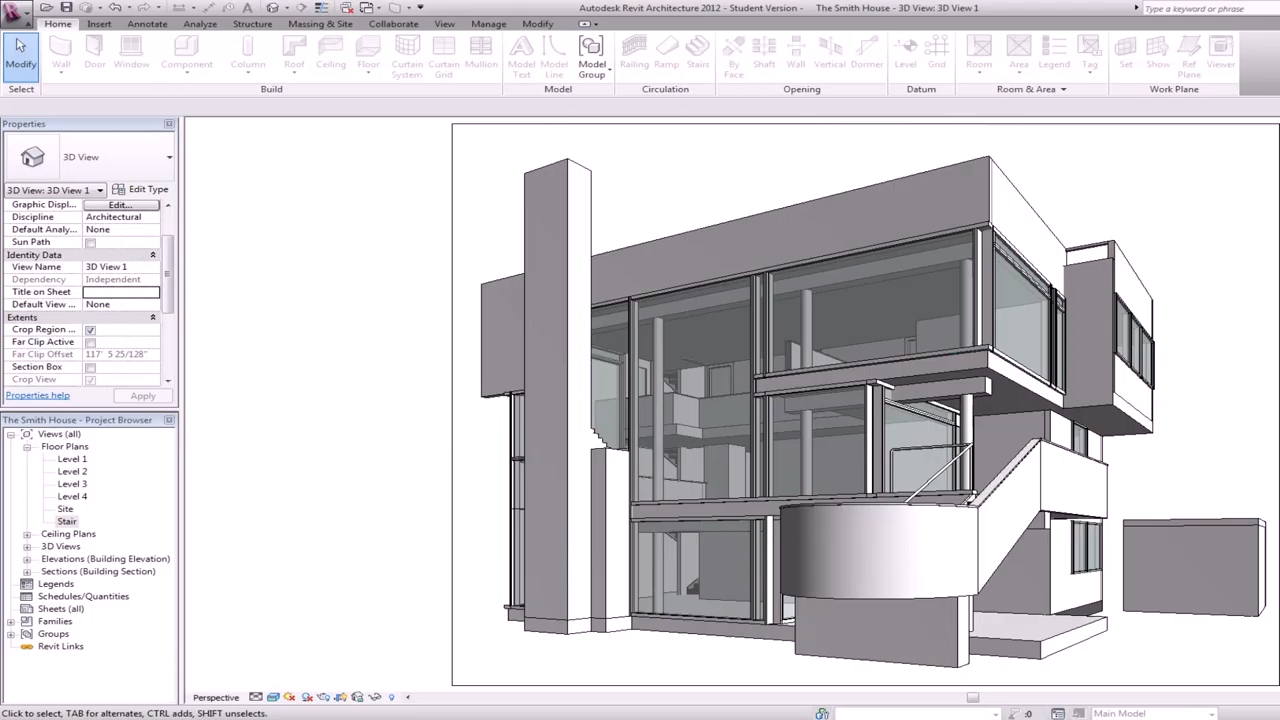 Autodesk Revit Architecture 2012 - Student Version - The Smith House - 3D View: 3D View 1
Type a keyword or phrase
Home Insert Annotate Analyze Structure Massing & Site Collaborate View Manage Modify
Modify Wall Door Window Component Column Roof Ceiling Floor Curtain System Curtain Grid Mullion Model Text Model Line Model Group Railing Ramp Stairs By Face Shaft Wall Vertical Dormer Level Grid Room Area Legend Tag Set Show Ref Plane Viewer
Select Build Model Circulation Opening Datum Room & Area Work Plane
Properties
3D View
3D View: 3D View 1 Edit Type
Graphic Displ... Edit...
Discipline Architectural
Default Analy... None
Sun Path
Identity Data
View Name 3D View 1
Dependency Independent
Title on Sheet
Default View ... None
Extents
Crop Region ...
Far Clip Active
Far Clip Offset 117' 5 25/128"
Section Box
Crop View
Properties help Apply
The Smith House - Project Browser
Views (all)
Floor Plans
Level 1
Level 2
Level 3
Level 4
Site
Stair
Ceiling Plans
3D Views
Elevations (Building Elevation)
Sections (Building Section)
Legends
Schedules/Quantities
Sheets (all)
Families
Groups
Revit Links
Perspective
Click to select, TAB for alternates, CTRL adds, SHIFT unselects.
:0 Main Model